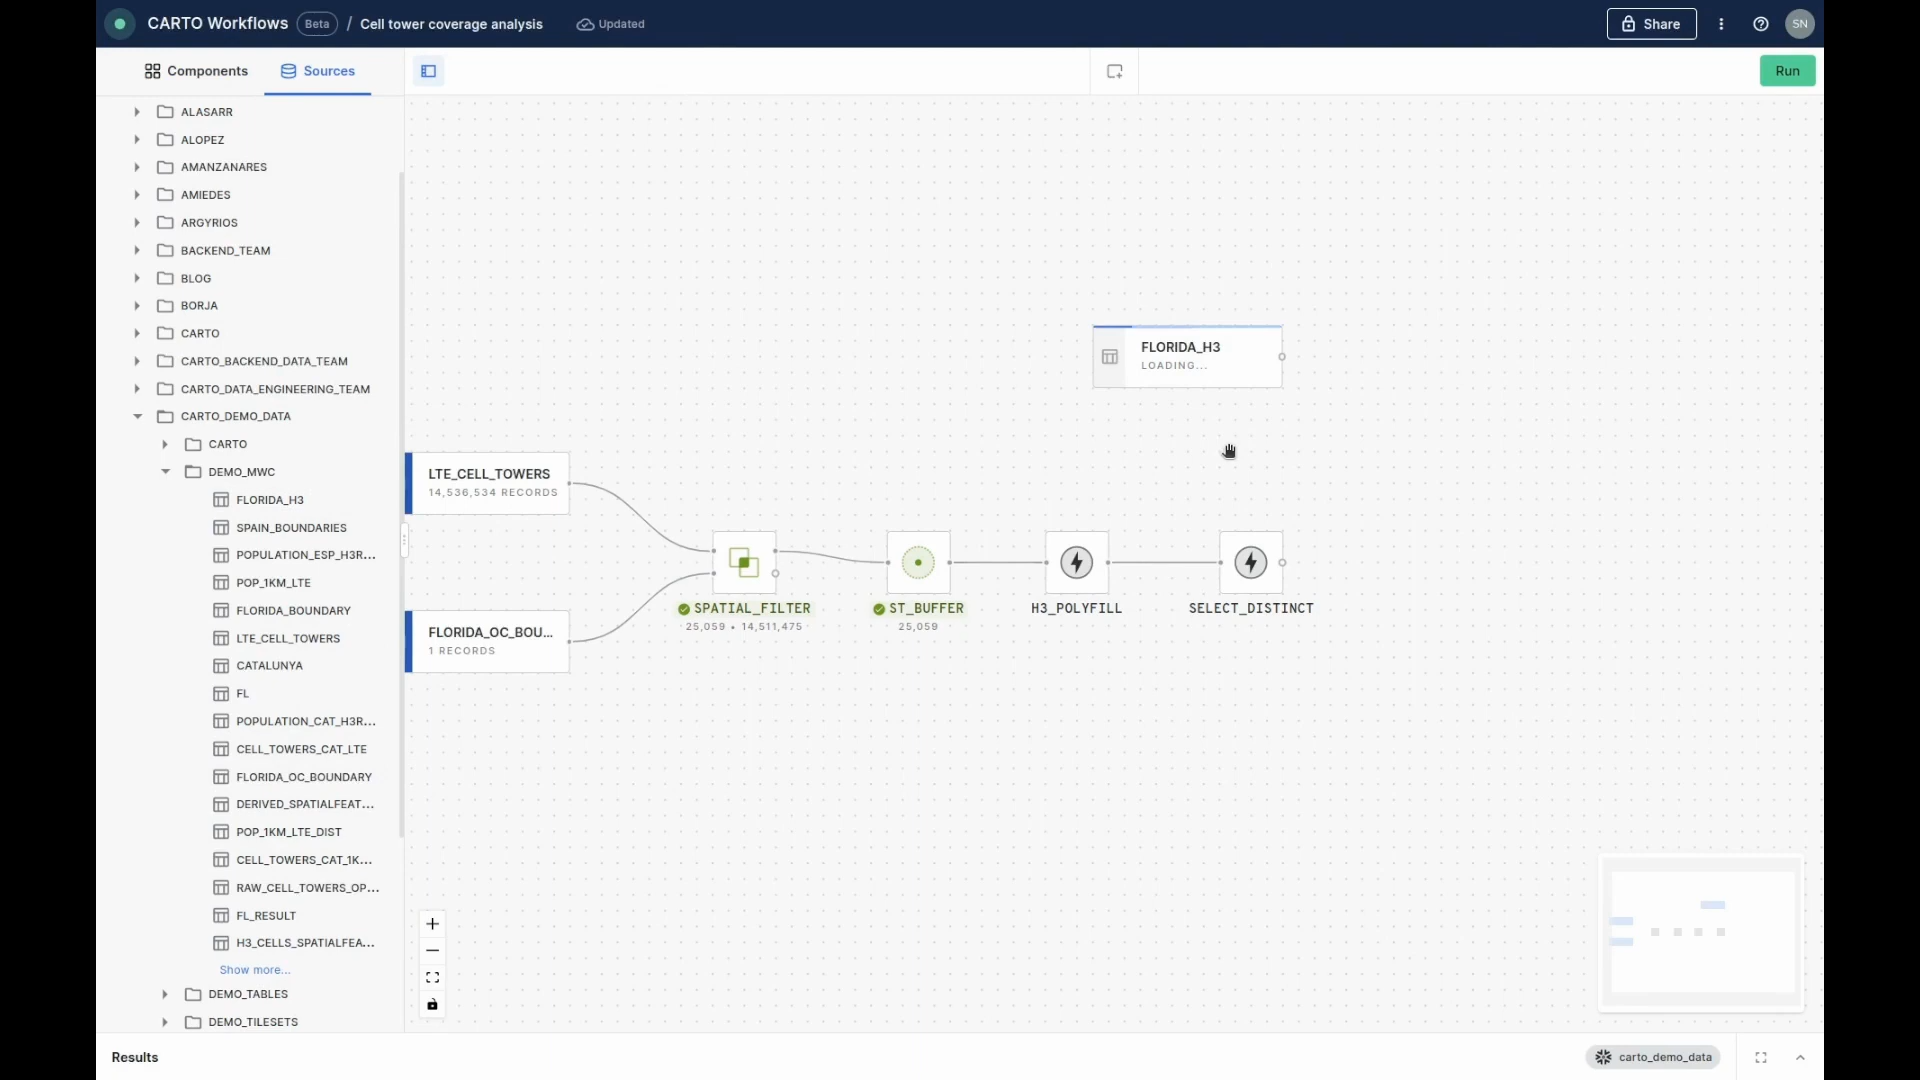 CARTO Workflows Beta / Cell tower coverage analysis Updated
Share
SN
Components
Sources
Run
ALASARR
ALOPEZ
AMANZANARES
AMIEDES
ARGYRIOS
BACKEND_TEAM
BLOG
BORJA
CARTO
CARTO_BACKEND_DATA_TEAM
CARTO_DATA_ENGINEERING_TEAM
CARTO_DEMO_DATA
CARTO
DEMO_MWC
FLORIDA_H3
SPAIN_BOUNDARIES
POPULATION_ESP_H3R...
POP_1KM_LTE
FLORIDA_BOUNDARY
LTE_CELL_TOWERS
CATALUNYA
FL
POPULATION_CAT_H3R...
CELL_TOWERS_CAT_LTE
FLORIDA_OC_BOUNDARY
DERIVED_SPATIALFEAT...
POP_1KM_LTE_DIST
CELL_TOWERS_CAT_1K...
RAW_CELL_TOWERS_OP...
FL_RESULT
H3_CELLS_SPATIALFEA...
Show more...
DEMO_TABLES
DEMO_TILESETS
FLORIDA_H3
LOADING...
LTE_CELL_TOWERS
14,536,534 RECORDS
FLORIDA_OC_BOU...
1 RECORDS
SPATIAL_FILTER
25,059 • 14,511,475
ST_BUFFER
25,059
H3_POLYFILL
SELECT_DISTINCT
Results
carto_demo_data